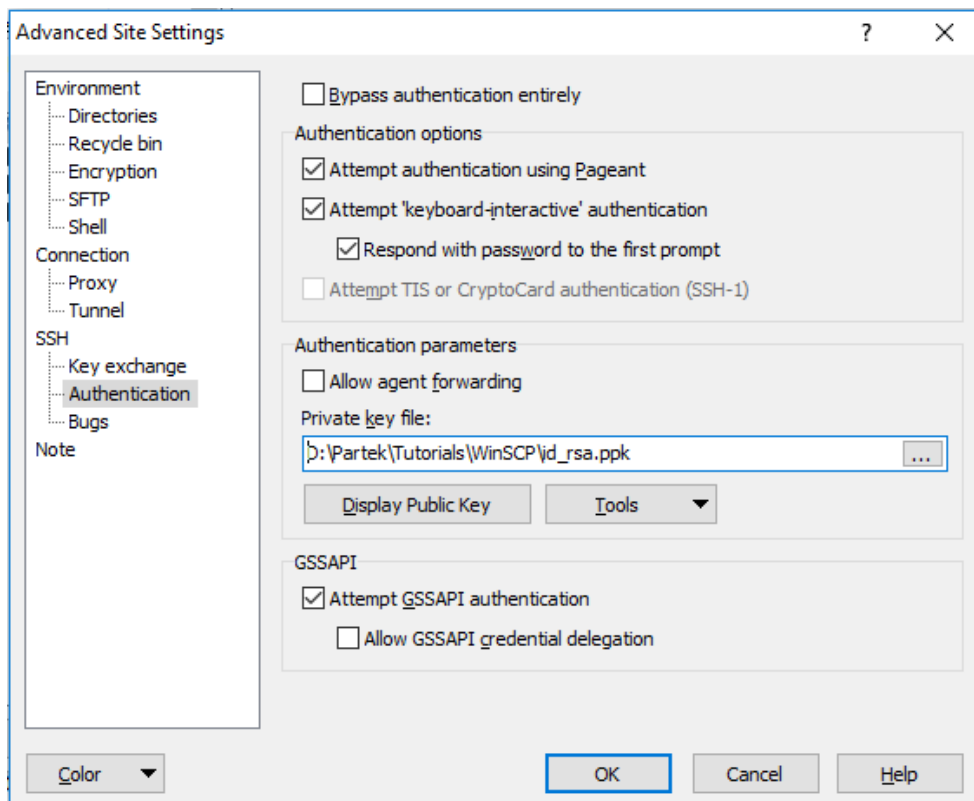 Advanced Site Settings
?
Environment
Directories
Recycle bin
Encryption
SFTP
Shell
Connection
Proxy
Tunnel
SSH
Key exchange
Authentication
Bugs
Note
Bypass authentication entirely
Authentication options
Attempt authentication using Pageant
Attempt 'keyboard-interactive' authentication
Respond with password to the first prompt
Attempt TIS or CryptoCard authentication (SSH-1)
Authentication parameters
Allow agent forwarding
Private key file:
D:\Partek\Tutorials\WinSCP\id_rsa.ppk
...
Display Public Key
Tools
GSSAPI
Attempt GSSAPI authentication
Allow GSSAPI credential delegation
Color
OK
Cancel
Help